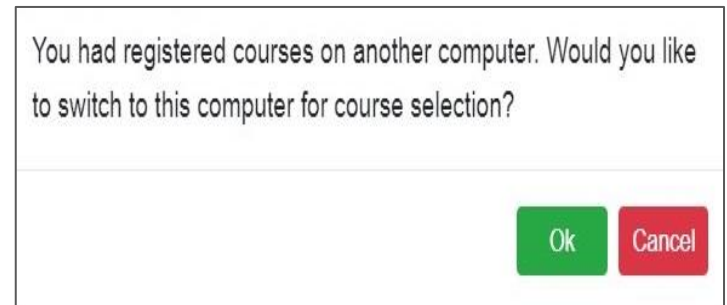 You had registered courses on another computer. Would you like
to switch to this computer for course selection?
Ok Cancel